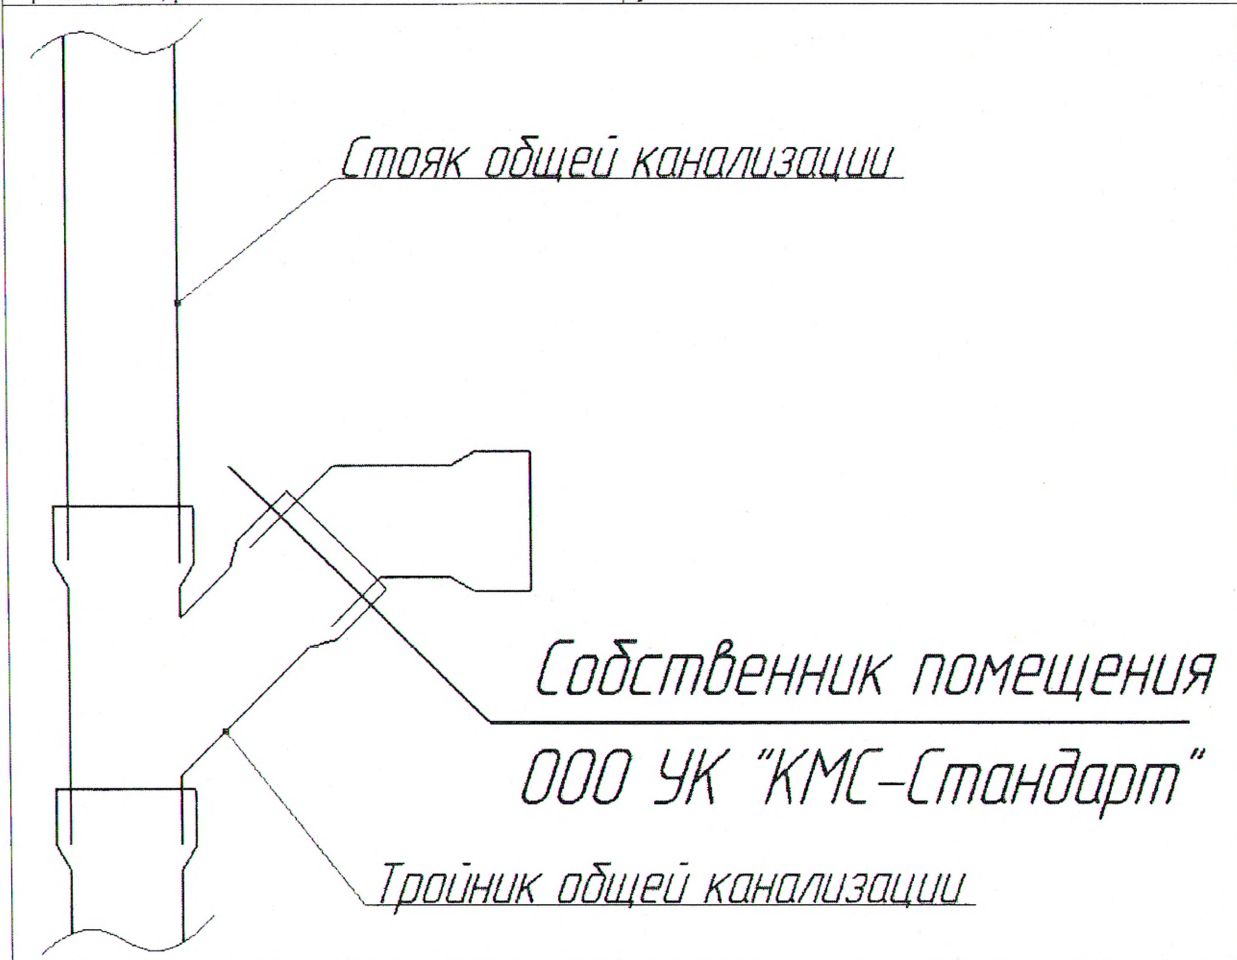 Стояк общей канализации
Собственник помещения
ООО УК "КМС-Стандарт"
Тройник общей канализации